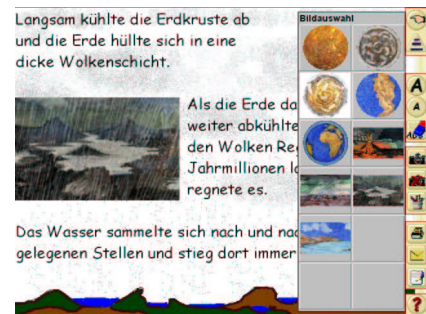 Langsam kühlte die Erdkruste ab
und die Erde hüllte sich in eine
dicke Wolkenschicht.
Als die Erde da
weiter abkühlte
den Wolken Re
Jahrmillionen
regnete es.
Das Wasser sammelte sich nach und nac
gelegenen Stellen und stieg dort immer
Bildauswahl
A
A
?